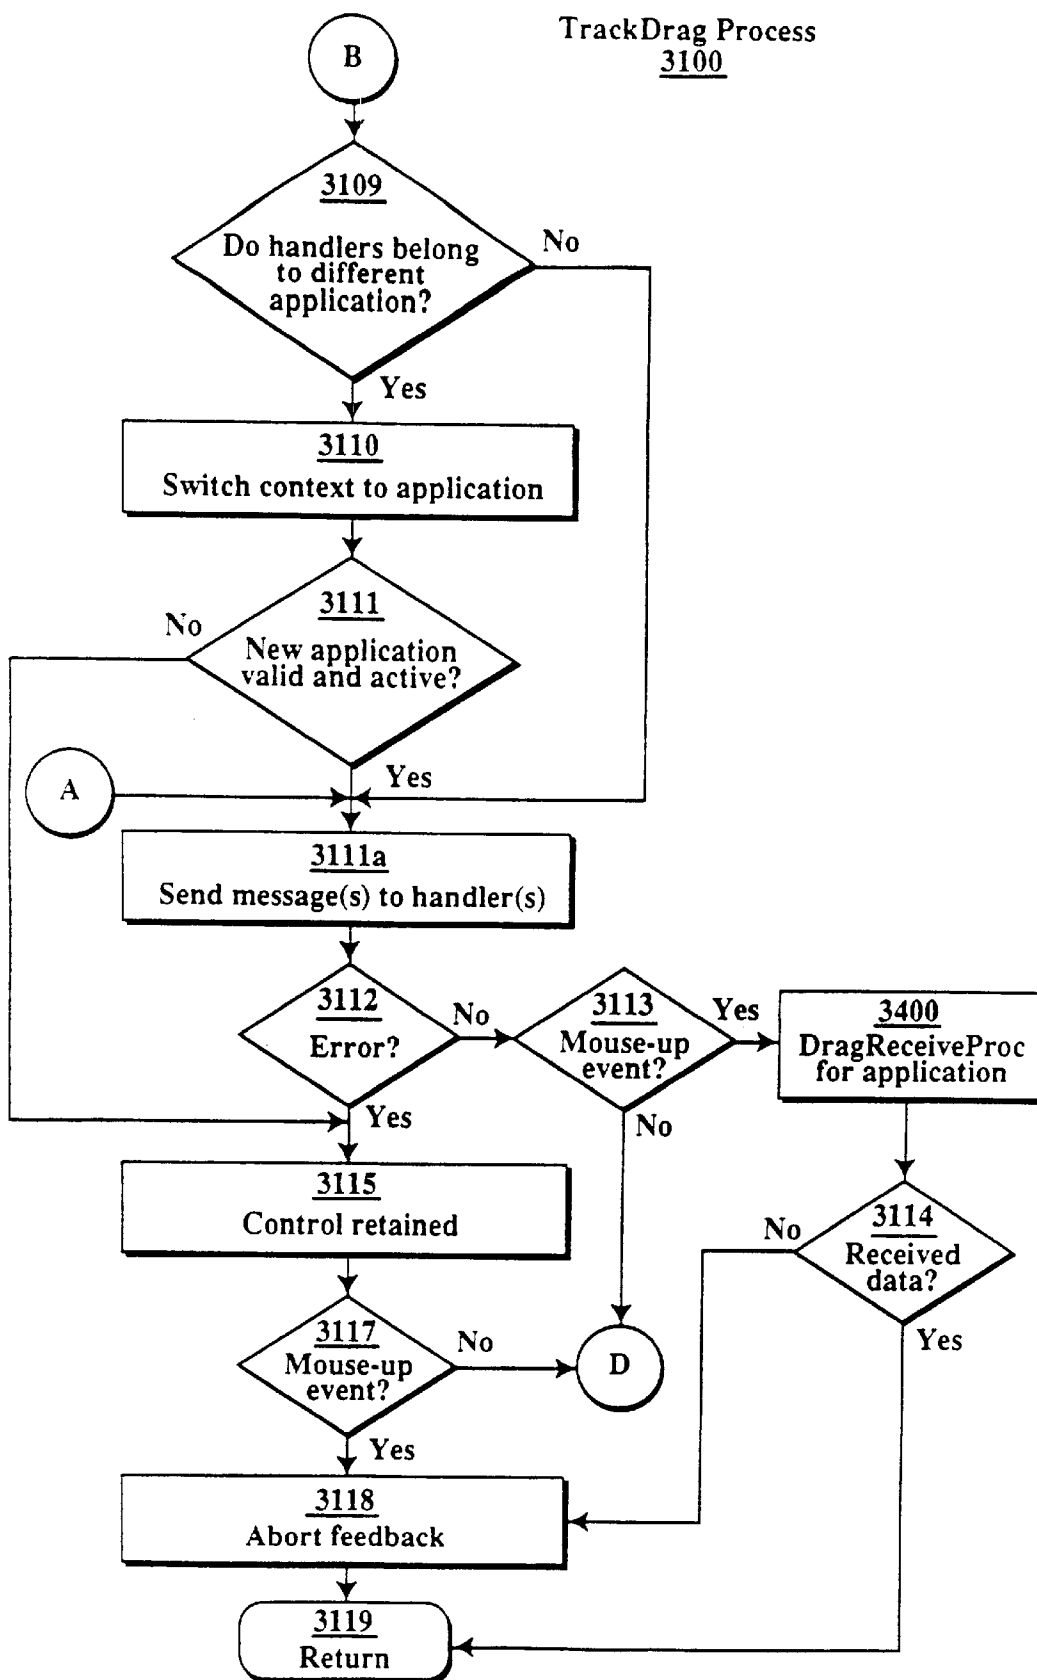 TrackDrag Process
3100
B
3109
Do handlers belong
to different
application?
No
Yes
3110
Switch context to application
3111
New application
valid and active?
No
Yes
A
3111a
Send message(s) to handler(s)
3112
Error?
No
Yes
3113
Mouse-up
event?
Yes
No
3400
DragReceiveProc
for application
3114
Received
data?
No
Yes
3115
Control retained
3117
Mouse-up
event?
No
Yes
D
3118
Abort feedback
3119
Return